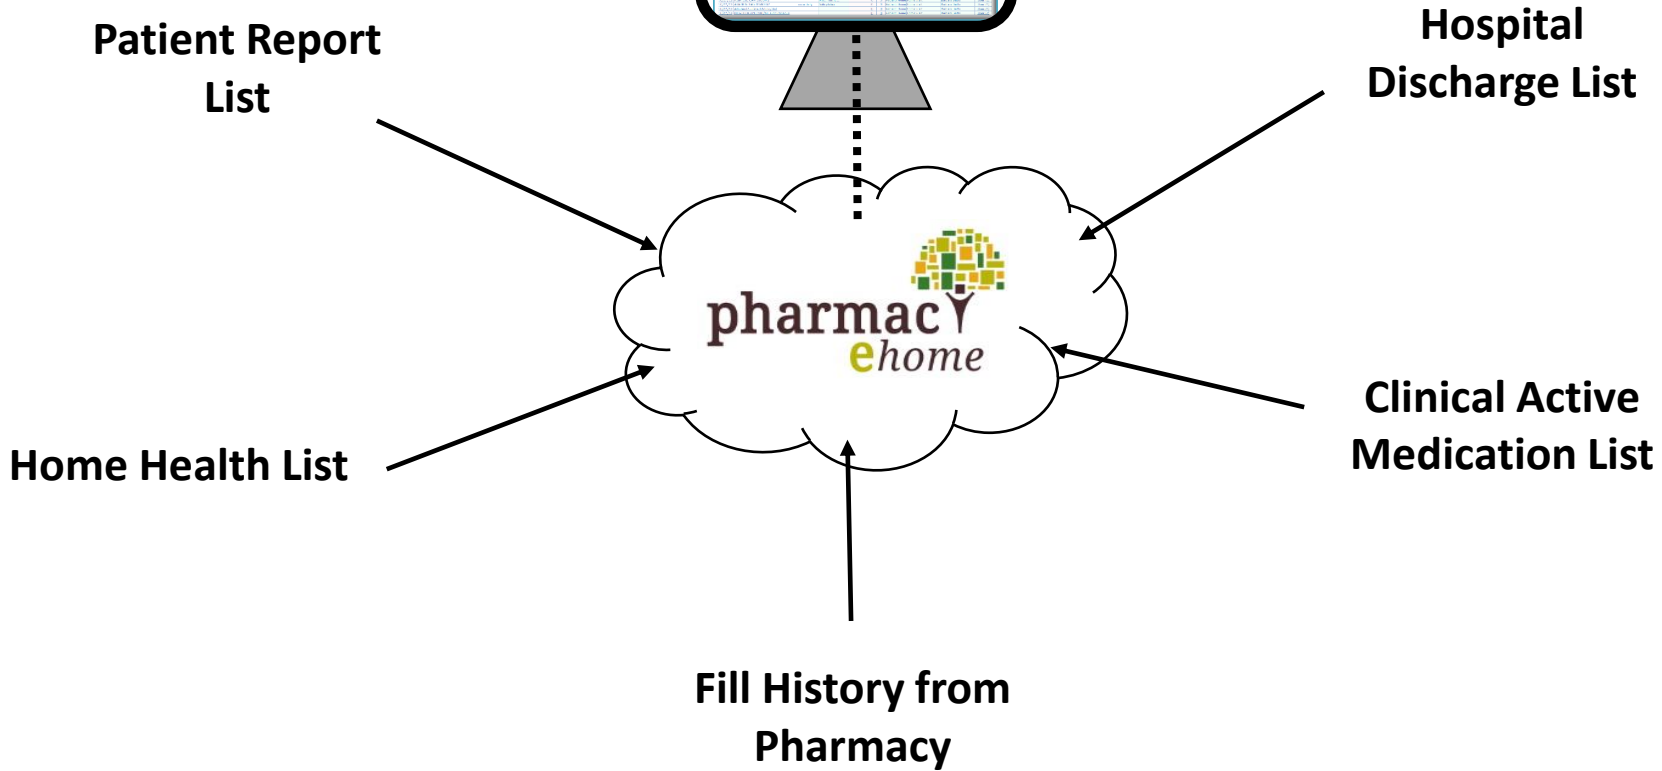 Patient Report
List
Hospital
Discharge List
pharmacy
ehome
Home Health List
Clinical Active
Medication List
Fill History from
Pharmacy